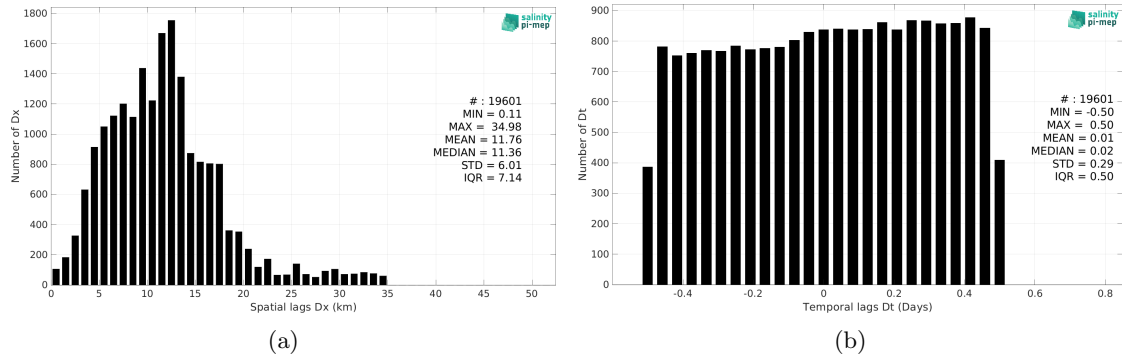 1800
1600
1400
1200
1000
800
600
400
200
0
Number of Dx
0 5 10 15 20 25 30 35 40 45 50
Spatial lags Dx (km)
salinity
pi-mep
# : 19601
MIN = 0.11
MAX = 34.98
MEAN = 11.76
MEDIAN = 11.36
STD = 6.01
IQR = 7.14
(a)
900
800
700
600
500
400
300
200
100
0
Number of Dt
-0.4 -0.2 0 0.2 0.4 0.6 0.8
Temporal lags Dt (Days)
salinity
pi-mep
# : 19601
MIN = -0.50
MAX = 0.50
MEAN = 0.01
MEDIAN = 0.02
STD = 0.29
IQR = 0.50
(b)